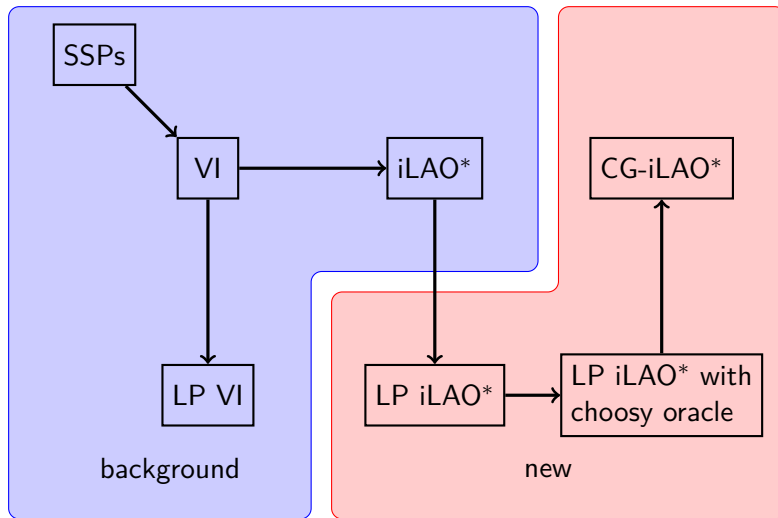 SSPs
VI
iLAO*
CG-iLAO*
LP VI
LP iLAO*
LP iLAO* with
choosy oracle
background
new